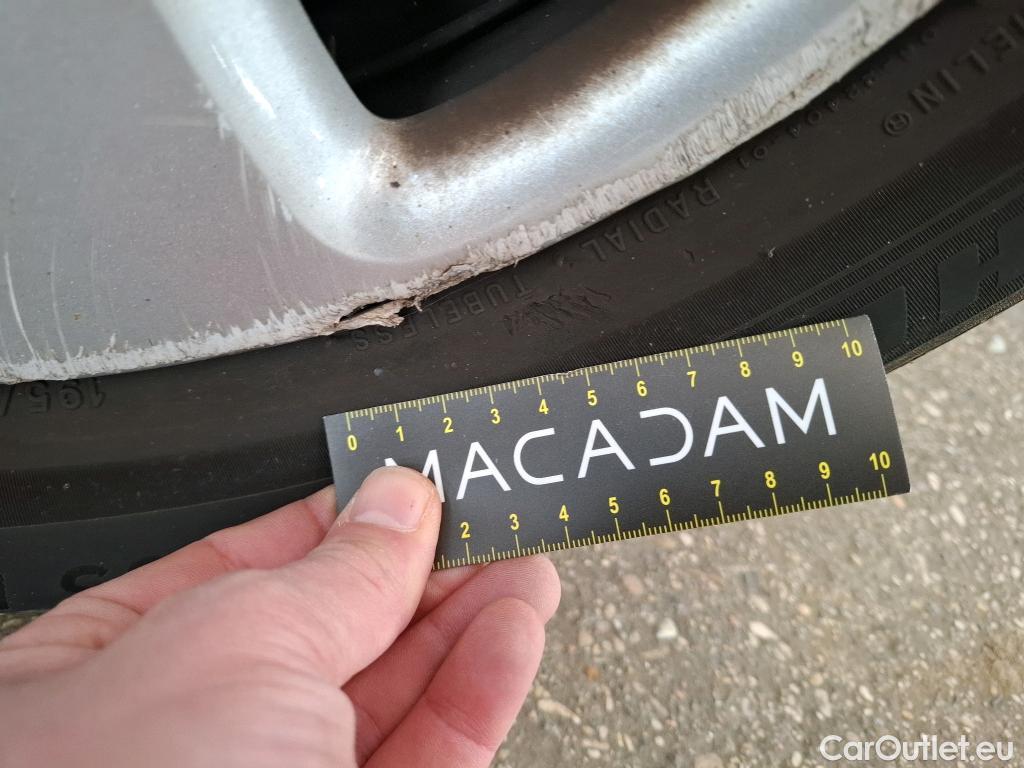 TUBELESS RADIAL
195/
0 1 2 3 4 5 6 7 8 9 10
MACADAM
2 3 4 5 6 7 8 9 10
CarOutlet.eu